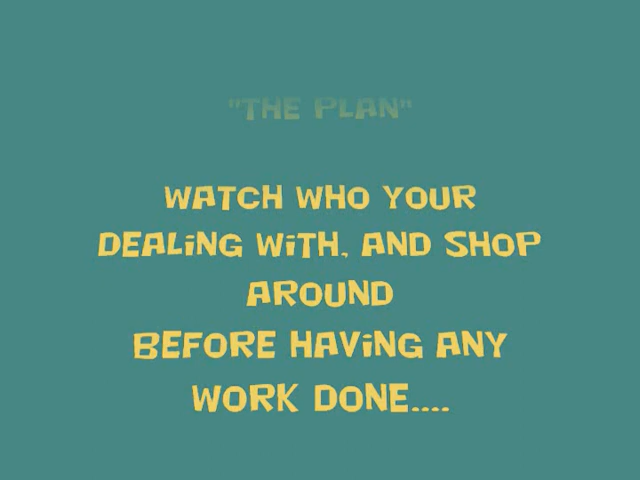 "THE PLAN"
WATCH WHO YOUR
DEALiNG WiTH, AND SHOP
AROUND
BEFORE HAViNG ANY
WORK DONE....